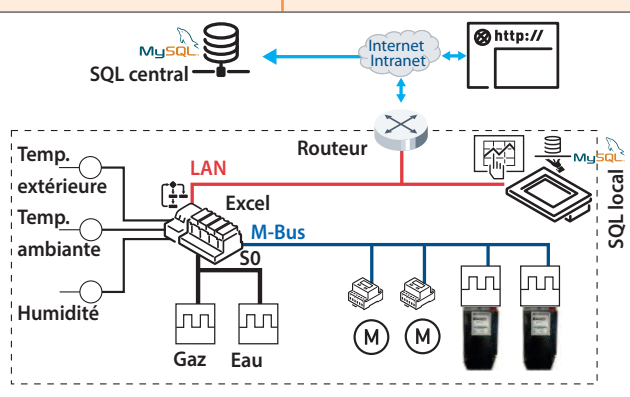 MySQL
SQL central
Internet
Intranet
http://
Routeur
MySQL
SQL local
Temp.
extérieure
LAN
Excel
Temp.
ambiante
M-Bus
S0
Humidité
M
M
Gaz
Eau